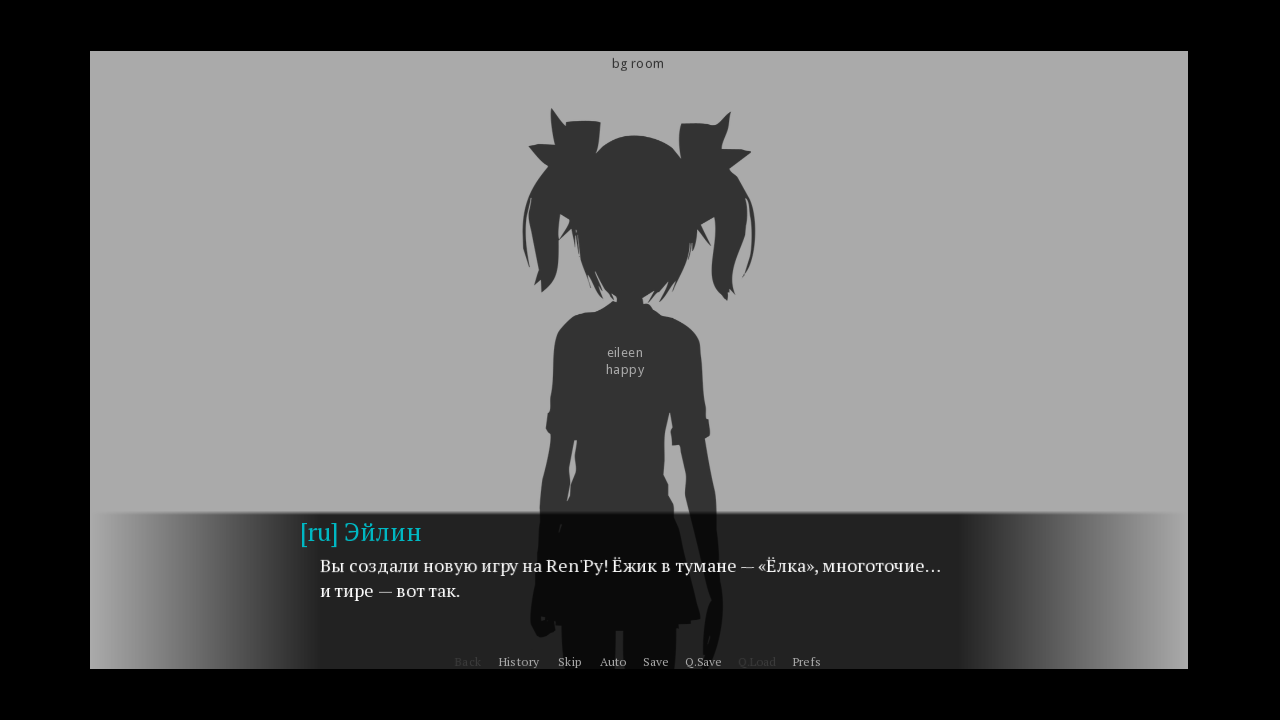 bg room
eileen
happy
[ru] Эйлин
Вы создали новую игру на Ren'Py! Ёжик в тумане — «Ёлка», многоточие…
и тире — вот так.
Back History Skip Auto Save Q.Save Q.Load Prefs